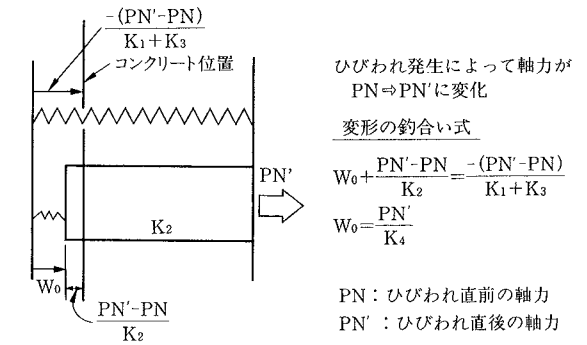 -(PN'-PN)
K₁+K₃
コンクリート位置
PN'
K₂
W₀
PN'-PN
K₂
ひびわれ発生によって軸力が
PN⇨PN'に変化
変形の釣合い式
W₀+(PN'-PN)/K₂=-(PN'-PN)/(K₁+K₃)
W₀=PN'/K₄
PN：ひびわれ直前の軸力
PN'：ひびわれ直後の軸力